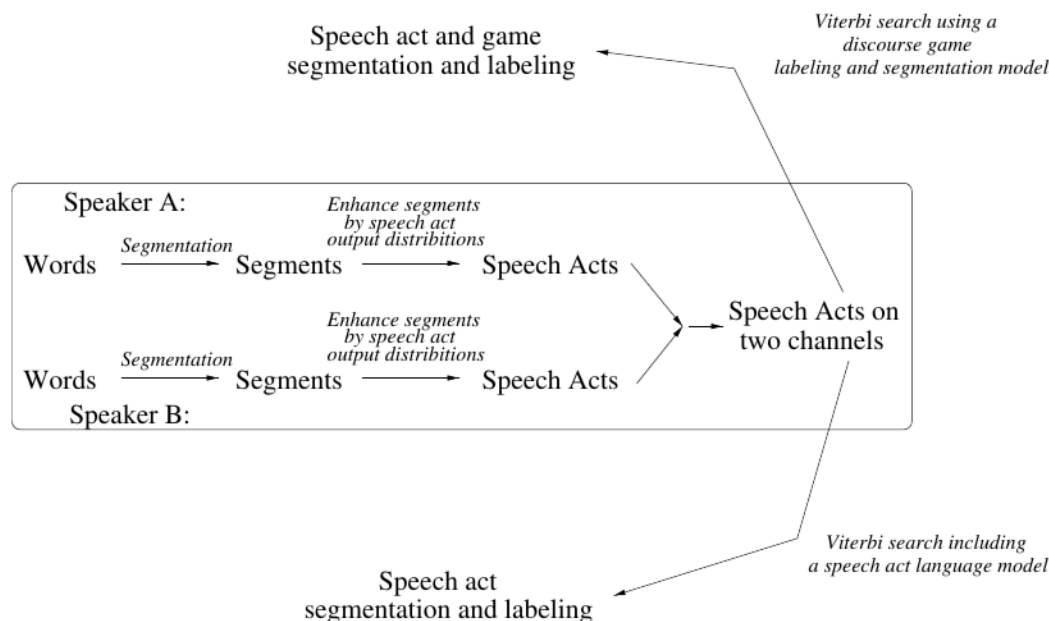 Speech act and game
segmentation and labeling
Viterbi search using a
discourse game
labeling and segmentation model
Speaker A:
Words
Segmentation
Segments
Enhance segments
by speech act
output distribitions
Speech Acts
Speech Acts on
two channels
Words
Segmentation
Segments
Enhance segments
by speech act
output distribitions
Speech Acts
Speaker B:
Viterbi search including
a speech act language model
Speech act
segmentation and labeling